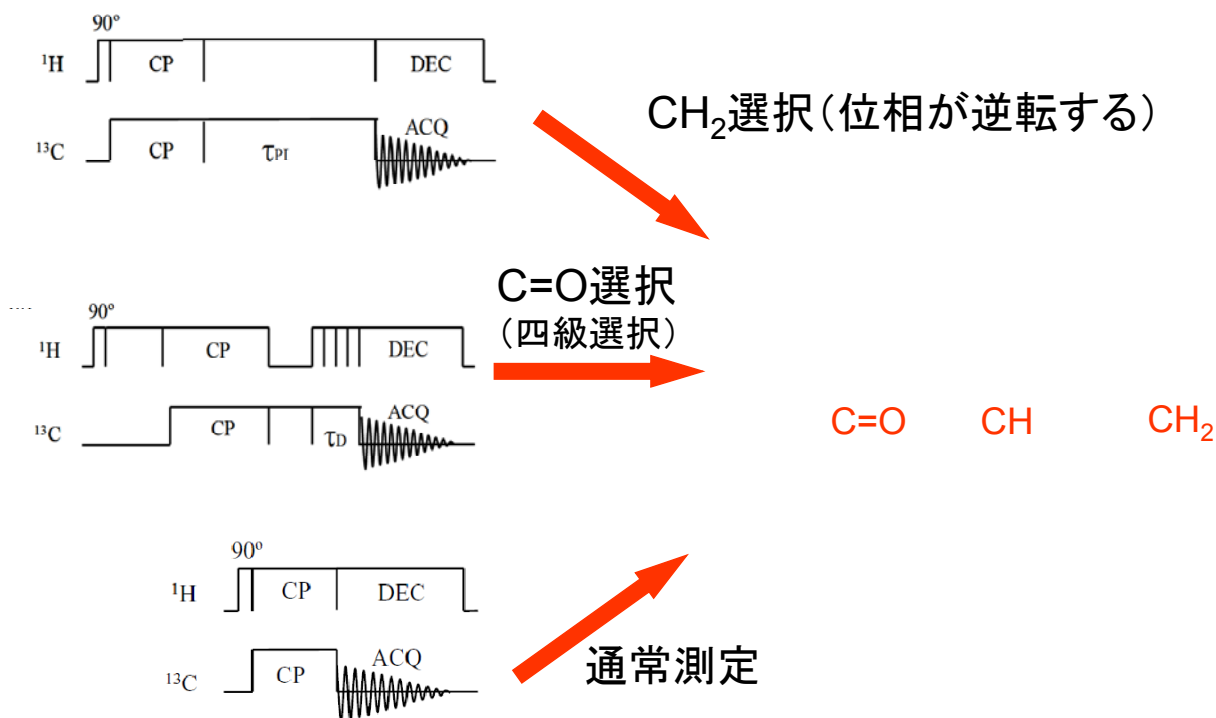 90°
¹H CP DEC
¹³C CP τPI ACQ
CH₂選択(位相が逆転する)
C=O選択
(四級選択)
90°
¹H CP DEC
¹³C CP τD ACQ
C=O CH CH₂
90°
¹H CP DEC
¹³C CP ACQ
通常測定